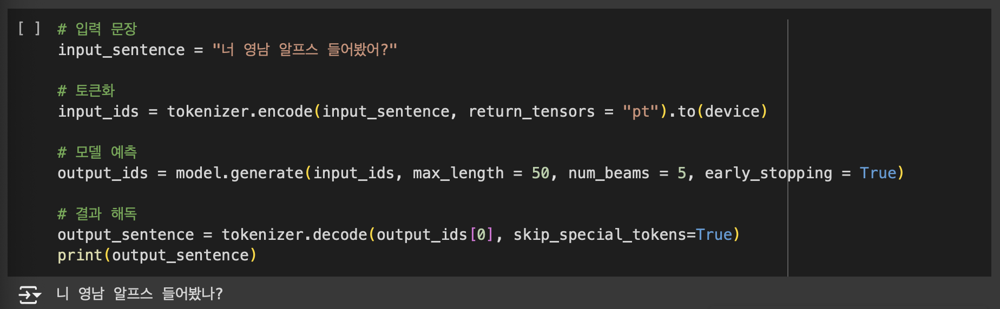 [ ] # 입력 문장
input_sentence = "너 영남 알프스 들어봤어?"
# 토큰화
input_ids = tokenizer.encode(input_sentence, return_tensors = "pt").to(device)
# 모델 예측
output_ids = model.generate(input_ids, max_length = 50, num_beams = 5, early_stopping = True)
# 결과 해독
output_sentence = tokenizer.decode(output_ids[0], skip_special_tokens=True)
print(output_sentence)
니 영남 알프스 들어봤나?